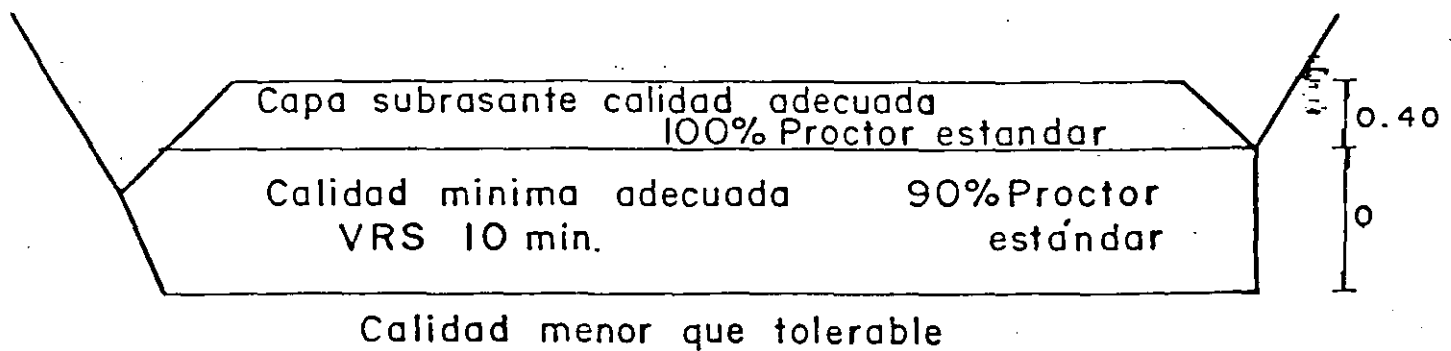 Capa subrasante calidad adecuada
100% Proctor estandar
0.40
Calidad minima adecuada 90% Proctor
VRS 10 min. estándar
0
Calidad menor que tolerable